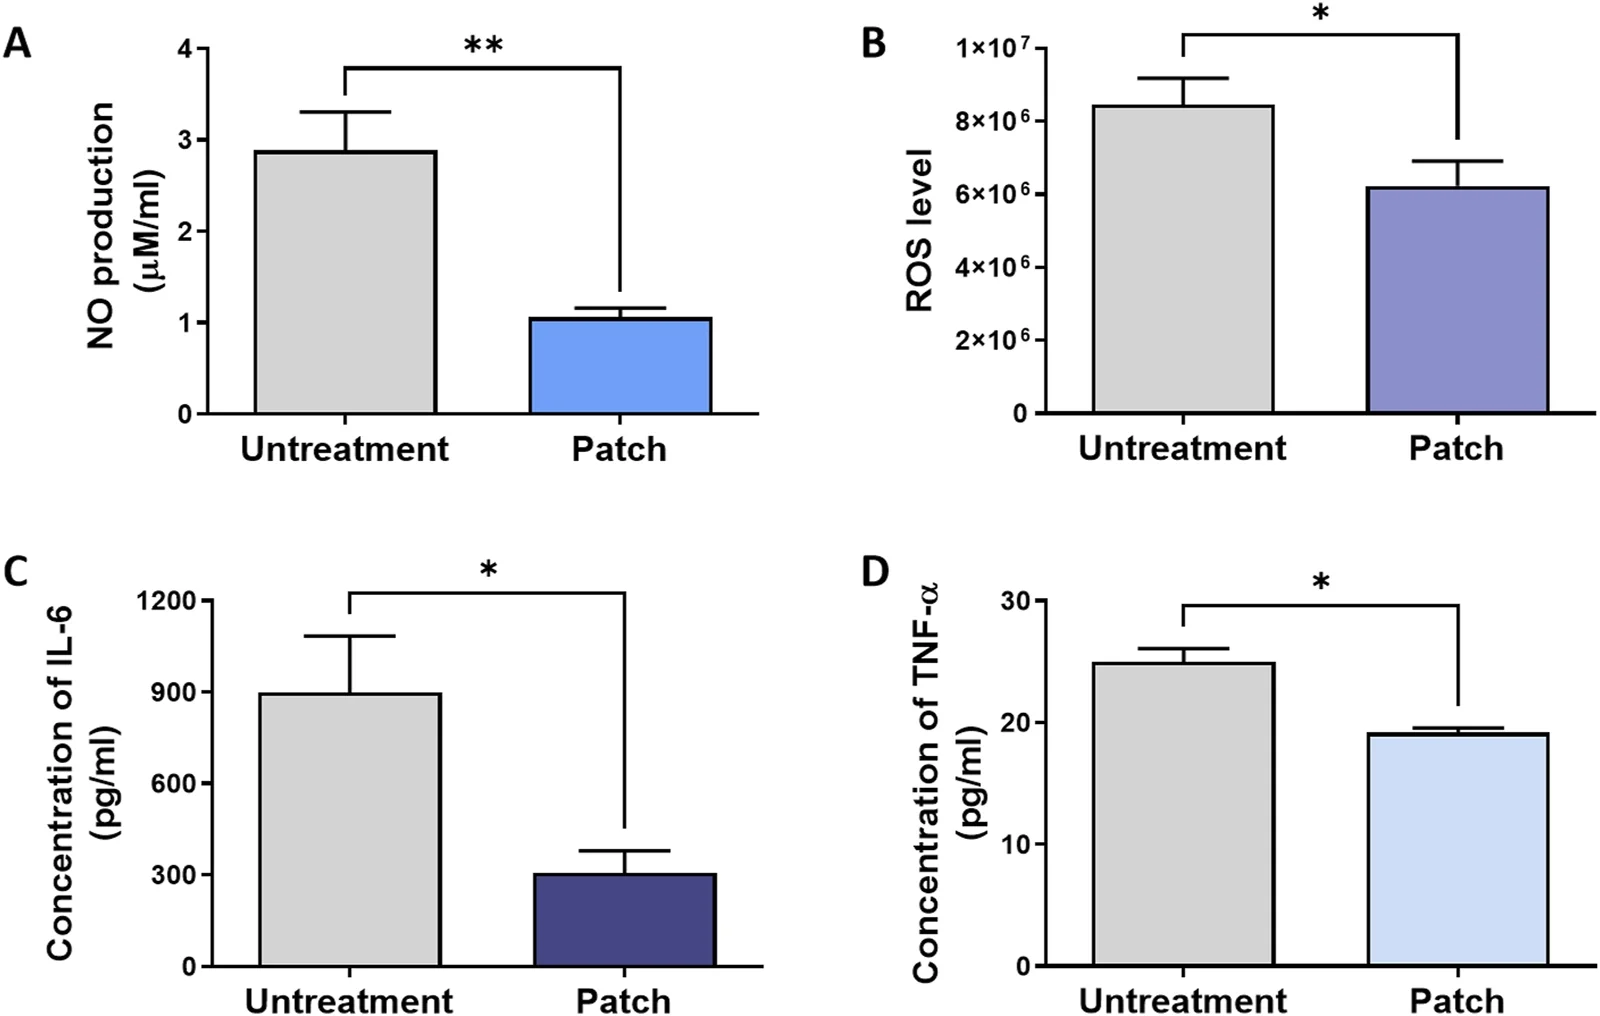 A
**
4
3
2
1
0
NO production
(μM/ml)
Untreatment
Patch
B
*
1×10⁷
8×10⁶
6×10⁶
4×10⁶
2×10⁶
0
ROS level
Untreatment
Patch
C
*
1200
900
600
300
0
Concentration of IL-6
(pg/ml)
Untreatment
Patch
D
*
30
20
10
0
Concentration of TNF-α
(pg/ml)
Untreatment
Patch